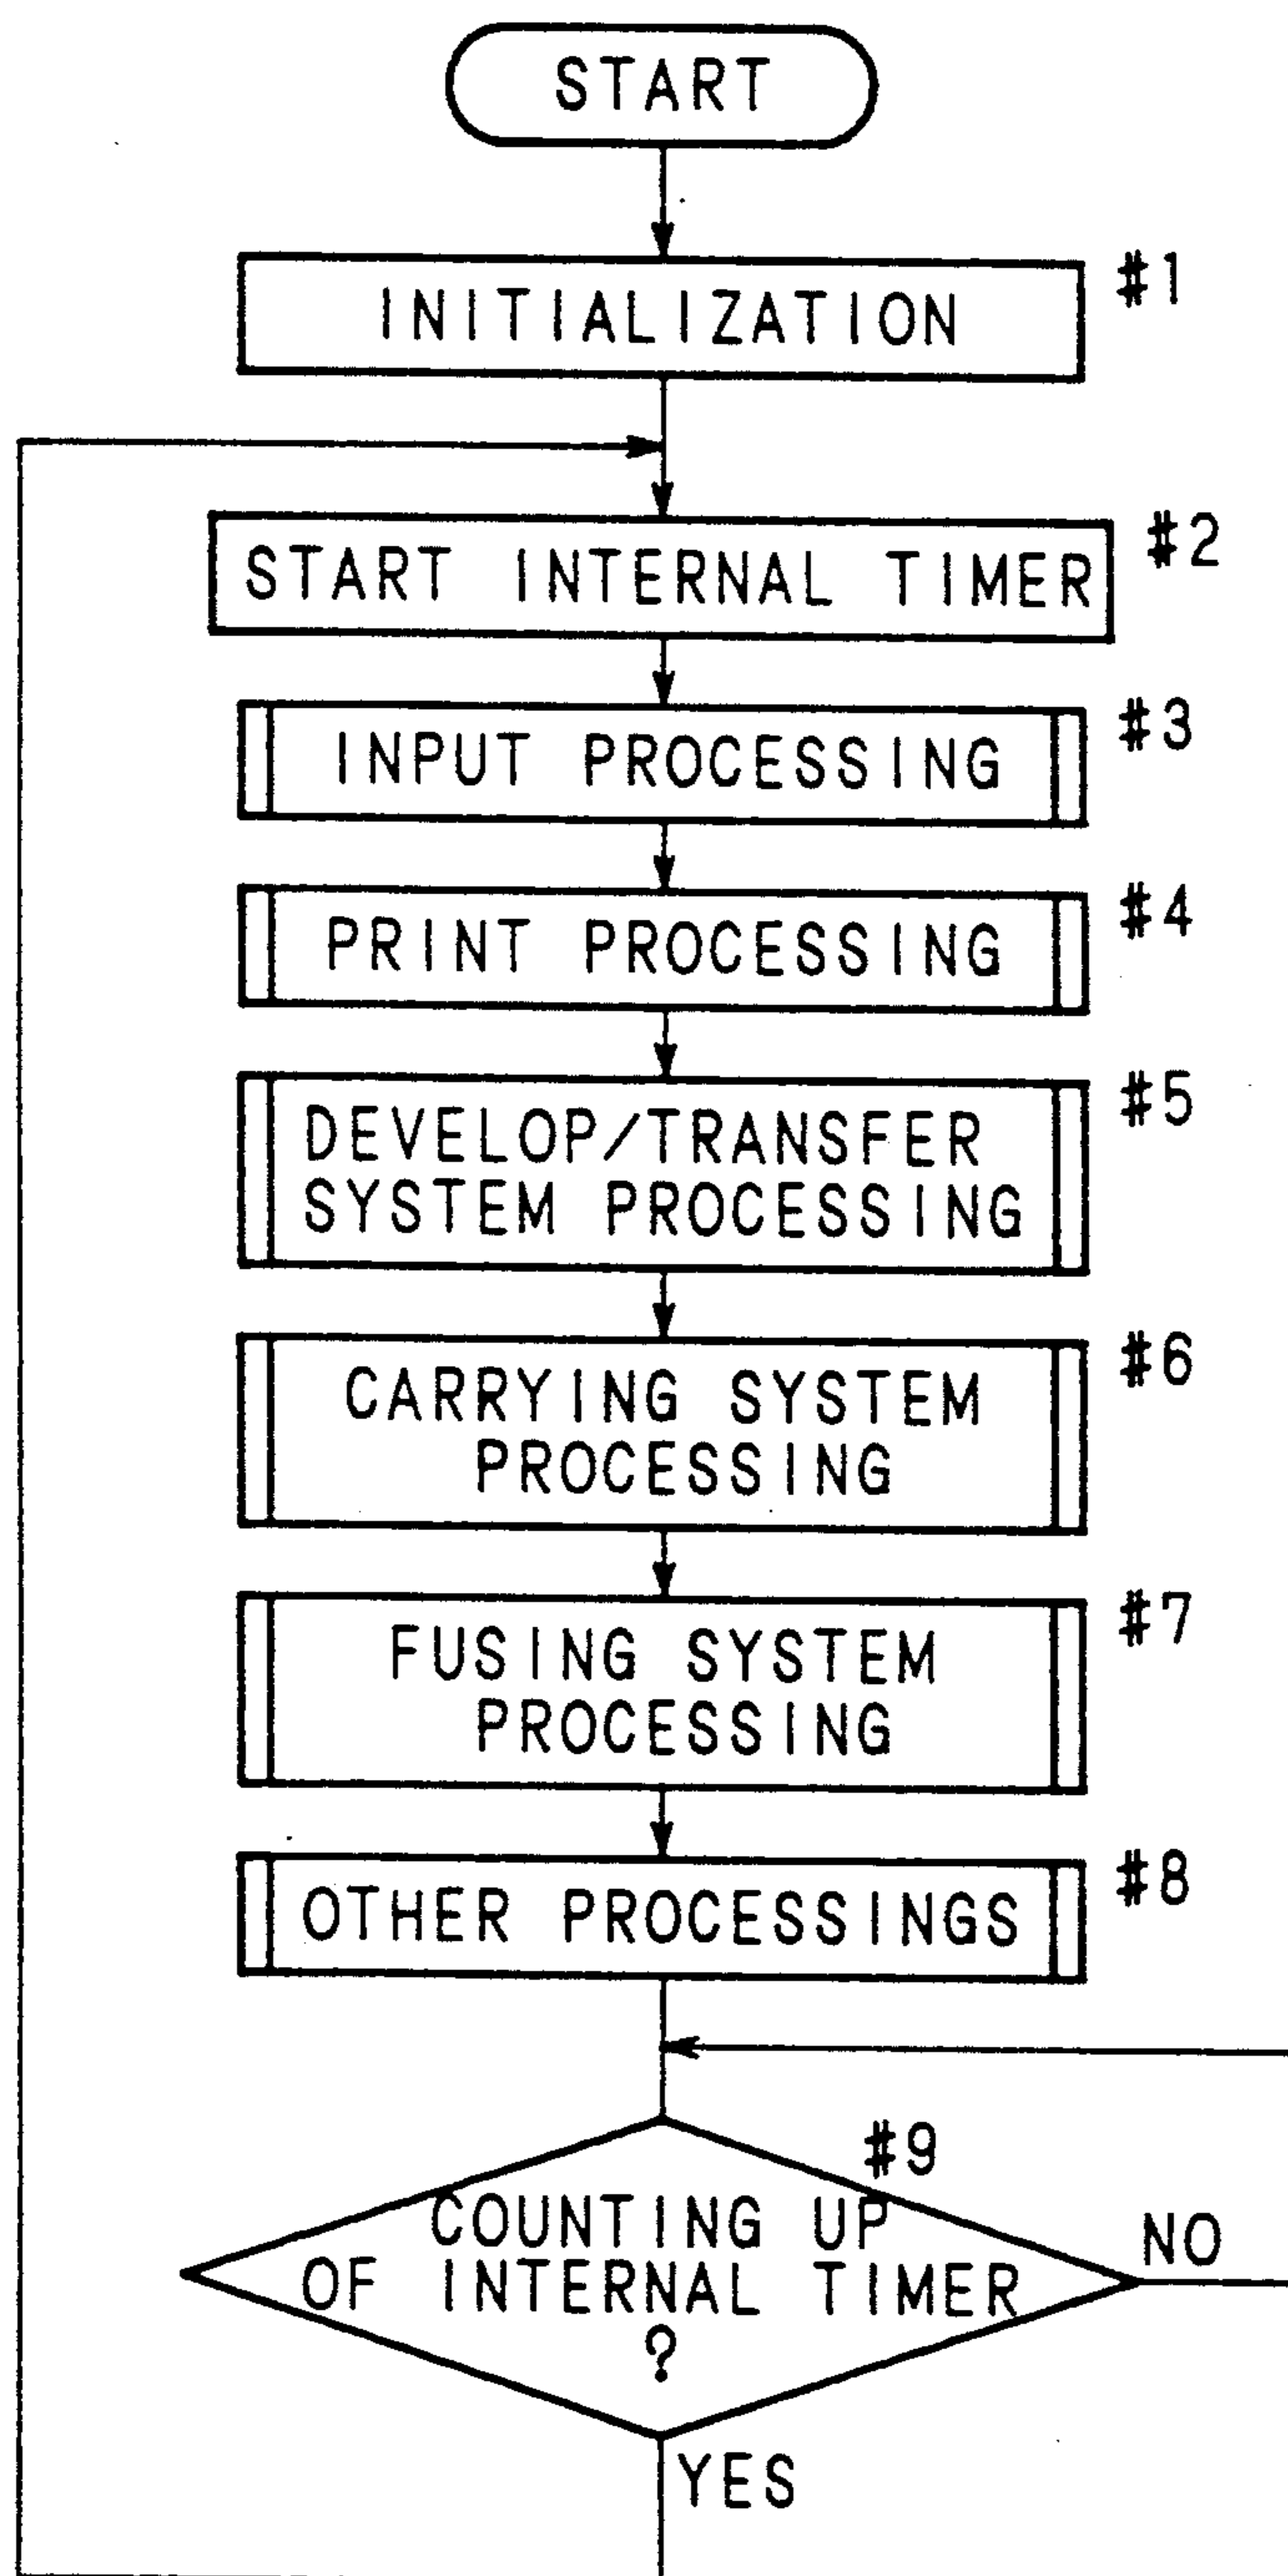 START
#1
INITIALIZATION
#2
START INTERNAL TIMER
#3
INPUT PROCESSING
#4
PRINT PROCESSING
#5
DEVELOP/TRANSFER
SYSTEM PROCESSING
#6
CARRYING SYSTEM
PROCESSING
#7
FUSING SYSTEM
PROCESSING
#8
OTHER PROCESSINGS
#9
COUNTING UP
OF INTERNAL TIMER
?
NO
YES